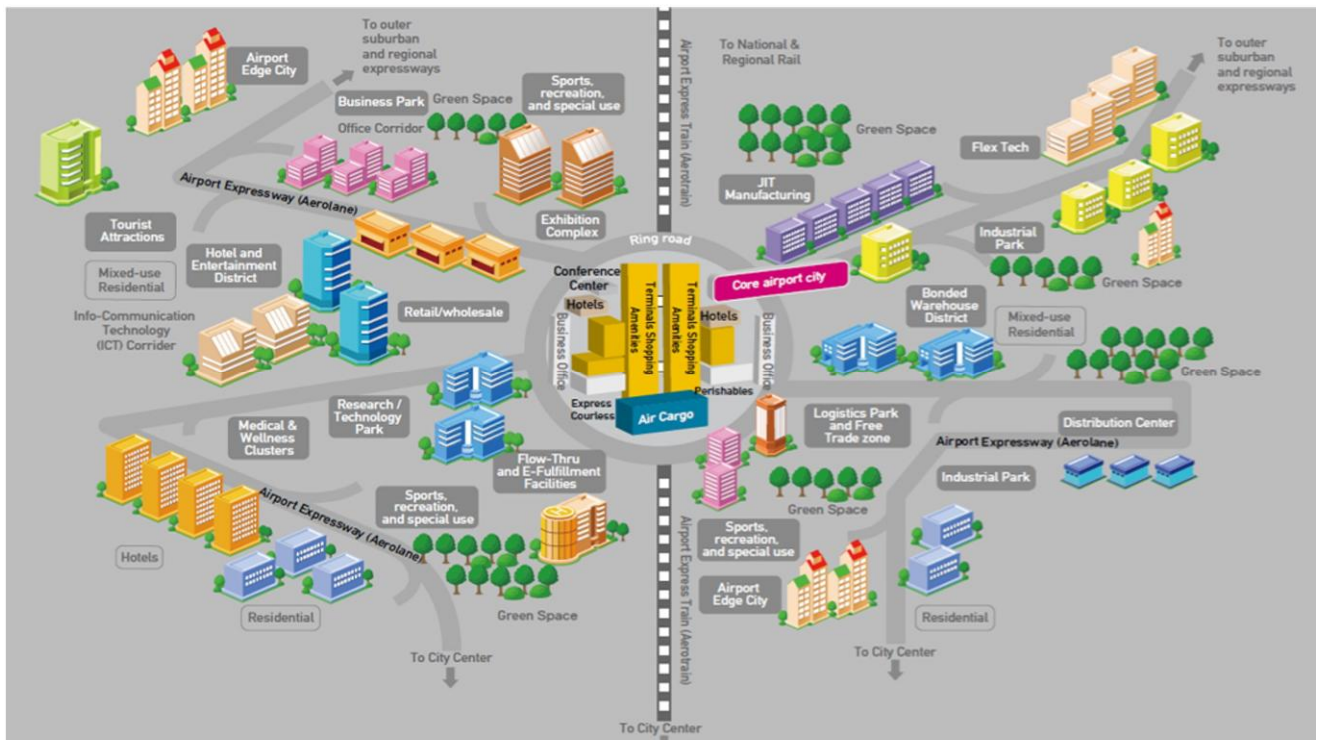 To outer
suburban
and regional
expressways
Airport
Edge City
Business Park
Green Space
Sports,
recreation,
and special use
Office Corridor
Airport Expressway (Aerolane)
Exhibition
Complex
Tourist
Attractions
Mixed-use
Residential
Hotel and
Entertainment
District
Info-Communication
Technology
(ICT) Corridor
Retail/wholesale
Airport Express Train (Aerotrain)
To National &
Regional Rail
To outer
suburban
and regional
expressways
Green Space
Flex Tech
JIT
Manufacturing
Industrial
Park
Green
Space
Ring road
Core airport city
Conference
Center
Hotels
Business Office
Terminals Shopping
Amenities
Terminals Shopping
Amenities
Hotels
Business Office
Express
Courless
Perishables
Air Cargo
Bonded
Warehouse
District
Mixed-use
Residential
Green
Space
Logistics Park
and Free
Trade zone
Distribution Center
Airport Expressway (Aerolane)
Industrial Park
Green
Space
Sports,
recreation,
and special use
Airport
Edge City
Residential
To City Center
Research /
Technology
Park
Medical &
Wellness
Clusters
Flow-Thru
and E-Fulfillment
Facilities
Airport Expressway (Aerolane)
Sports,
recreation,
and special use
Hotels
Green Space
Residential
To City Center
Airport Express Train (Aerotrain)
To City Center